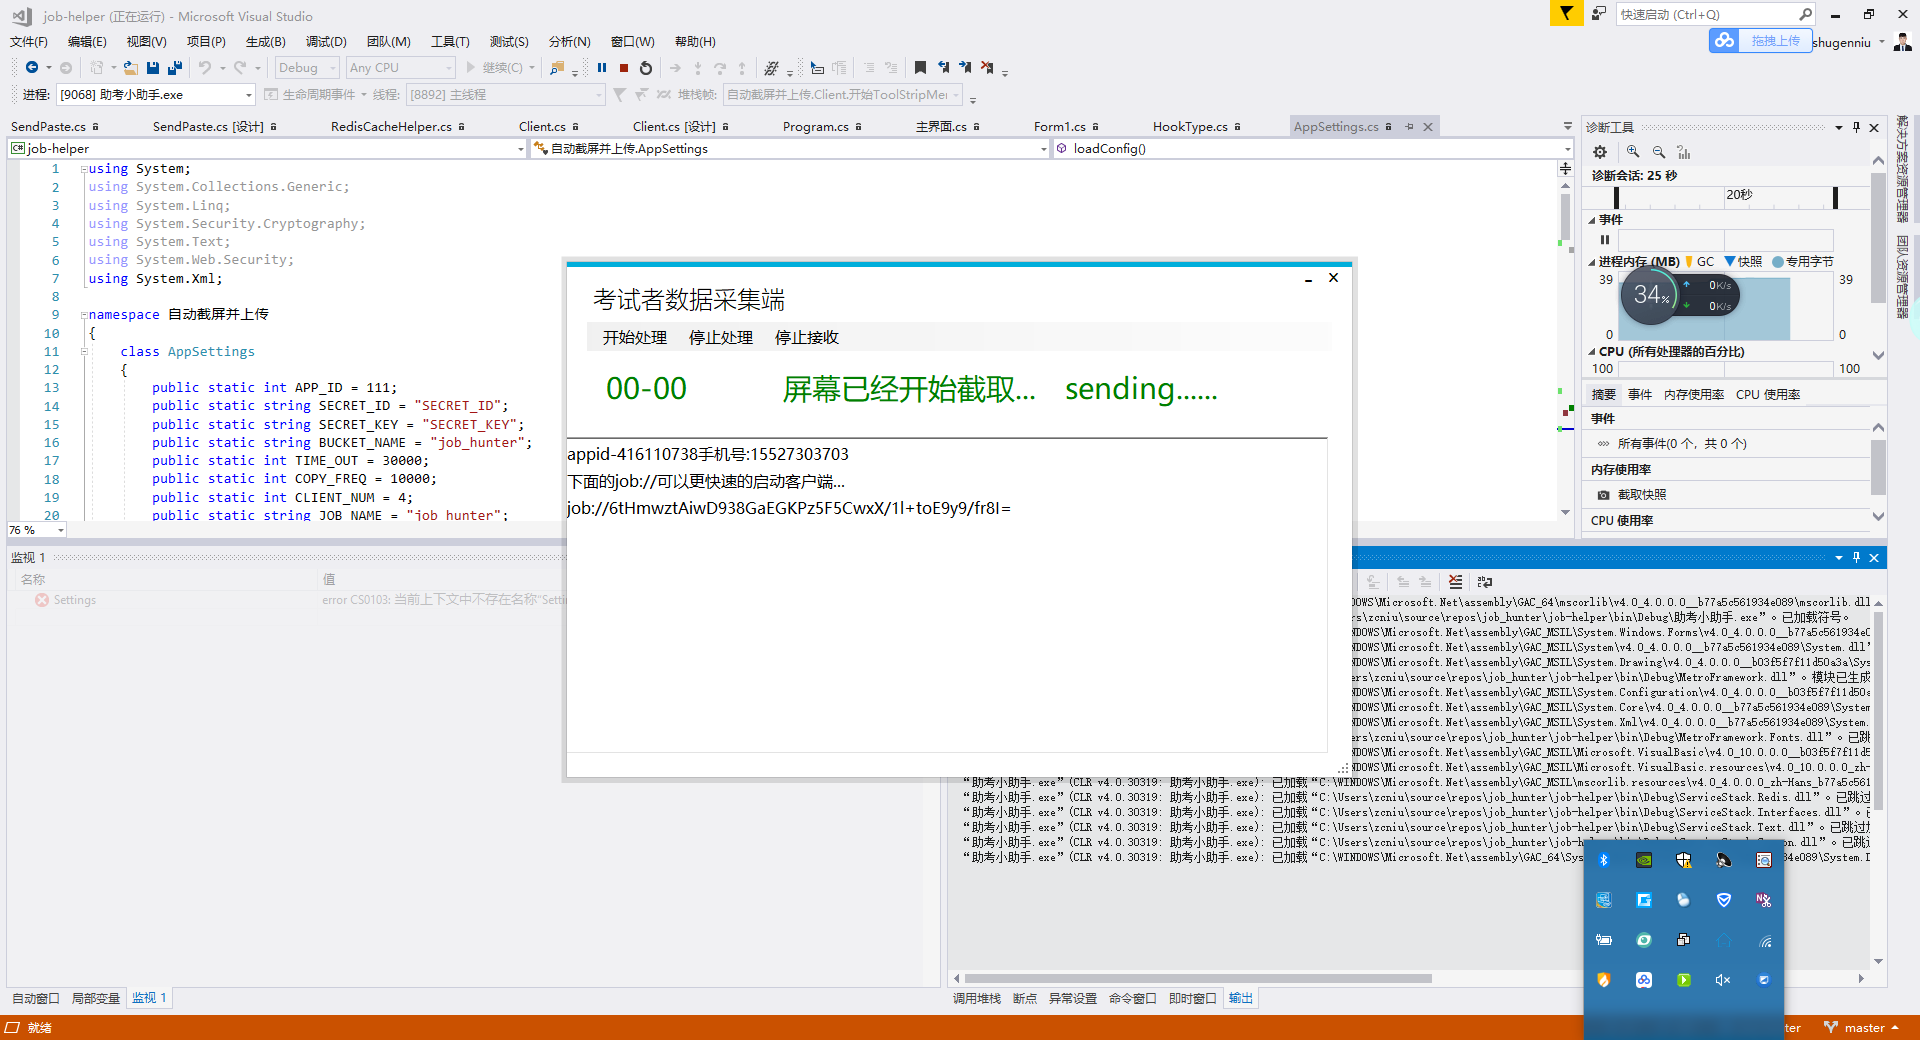 job-helper (正在运行) - Microsoft Visual Studio
快速启动 (Ctrl+Q)
文件(F) 编辑(E) 视图(V) 项目(P) 生成(B) 调试(D) 团队(M) 工具(T) 测试(S) 分析(N) 窗口(W) 帮助(H)
拖拽上传
shugenniu
Debug Any CPU 继续(C)
进程: [9068] 助考小助手.exe 生命周期事件 线程: [8892] 主线程 堆栈帧: 自动截屏并上传.Client.开始ToolStripMe
SendPaste.cs SendPaste.cs [设计] RedisCacheHelper.cs Client.cs Client.cs [设计] Program.cs 主界面.cs Form1.cs HookType.cs AppSettings.cs
job-helper 自动截屏并上传.AppSettings loadConfig()
1 using System;
2 using System.Collections.Generic;
3 using System.Linq;
4 using System.Security.Cryptography;
5 using System.Text;
6 using System.Web.Security;
7 using System.Xml;
8
9 namespace 自动截屏并上传
10 {
11 class AppSettings
12 {
13 public static int APP_ID = 111;
14 public static string SECRET_ID = "SECRET_ID";
15 public static string SECRET_KEY = "SECRET_KEY";
16 public static string BUCKET_NAME = "job_hunter";
17 public static int TIME_OUT = 30000;
18 public static int COPY_FREQ = 10000;
19 public static int CLIENT_NUM = 4;
20 public static string JOB_NAME = "job_hunter";
76 %
考试者数据采集端
开始处理 停止处理 停止接收
00-00 屏幕已经开始截取... sending......
appid-416110738手机号:15527303703
下面的job://可以更快速的启动客户端...
job://6tHmwztAiwD938GaEGKPz5F5CwxX/1l+toE9y9/fr8I=
诊断工具
诊断会话: 25 秒
20秒
事件
进程内存 (MB) GC 快照 专用字节
39 39
34% 0K/s
0K/s
0 0
CPU (所有处理器的百分比)
100 100
摘要 事件 内存使用率 CPU 使用率
事件
所有事件(0 个，共 0 个)
内存使用率
截取快照
CPU 使用率
解决方案资源管理器
团队资源管理器
监视 1
名称 值
Settings error CS0103: 当前上下文中不存在名称"Setti
DOWS\Microsoft.Net\assembly\GAC_64\mscorlib\v4.0_4.0.0.0__b77a5c561934e089\mscorlib.dll
rs\zcniu\source\repos\job_hunter\job-helper\bin\Debug\助考小助手.exe”。已加载符号。
NDOWS\Microsoft.Net\assembly\GAC_MSIL\System.Windows.Forms\v4.0_4.0.0.0__b77a5c561934e0
NDOWS\Microsoft.Net\assembly\GAC_MSIL\System\v4.0_4.0.0.0__b77a5c561934e089\System.dll”
NDOWS\Microsoft.Net\assembly\GAC_MSIL\System.Drawing\v4.0_4.0.0.0__b03f5f7f11d50a3a\Sys
ers\zcniu\source\repos\job_hunter\job-helper\bin\Debug\MetroFramework.dll”。模块已生成
NDOWS\Microsoft.Net\assembly\GAC_MSIL\System.Configuration\v4.0_4.0.0.0__b03f5f7f11d50a
NDOWS\Microsoft.Net\assembly\GAC_MSIL\System.Core\v4.0_4.0.0.0__b77a5c561934e089\System
NDOWS\Microsoft.Net\assembly\GAC_MSIL\System.Xml\v4.0_4.0.0.0__b77a5c561934e089\System.
ers\zcniu\source\repos\job_hunter\job-helper\bin\Debug\MetroFramework.Fonts.dll”。已跳
NDOWS\Microsoft.Net\assembly\GAC_MSIL\Microsoft.VisualBasic\v4.0_10.0.0.0__b03f5f7f11d5
NDOWS\Microsoft.Net\assembly\GAC_MSIL\Microsoft.VisualBasic.resources\v4.0_10.0.0.0_zh-
“助考小助手.exe”(CLR v4.0.30319: 助考小助手.exe): 已加载“C:\WINDOWS\Microsoft.Net\assembly\GAC_MSIL\mscorlib.resources\v4.0_4.0.0.0_zh-Hans_b77a5c561
“助考小助手.exe”(CLR v4.0.30319: 助考小助手.exe): 已加载“C:\Users\zcniu\source\repos\job_hunter\job-helper\bin\Debug\ServiceStack.Redis.dll”。已跳过
“助考小助手.exe”(CLR v4.0.30319: 助考小助手.exe): 已加载“C:\Users\zcniu\source\repos\job_hunter\job-helper\bin\Debug\ServiceStack.Interfaces.dll”。已
“助考小助手.exe”(CLR v4.0.30319: 助考小助手.exe): 已加载“C:\Users\zcniu\source\repos\job_hunter\job-helper\bin\Debug\ServiceStack.Text.dll”。已跳过加
“助考小助手.exe”(CLR v4.0.30319: 助考小助手.exe): 已加载“C:\Users\zcniu\source\repos\job_hunter\job-helper\bin\Debug\ on.dll”。已跳过
“助考小助手.exe”(CLR v4.0.30319: 助考小助手.exe): 已加载“C:\WINDOWS\Microsoft.Net\assembly\GAC_64\Sys 34e089\System.D
自动窗口 局部变量 监视 1
调用堆栈 断点 异常设置 命令窗口 即时窗口 输出
就绪
ter master